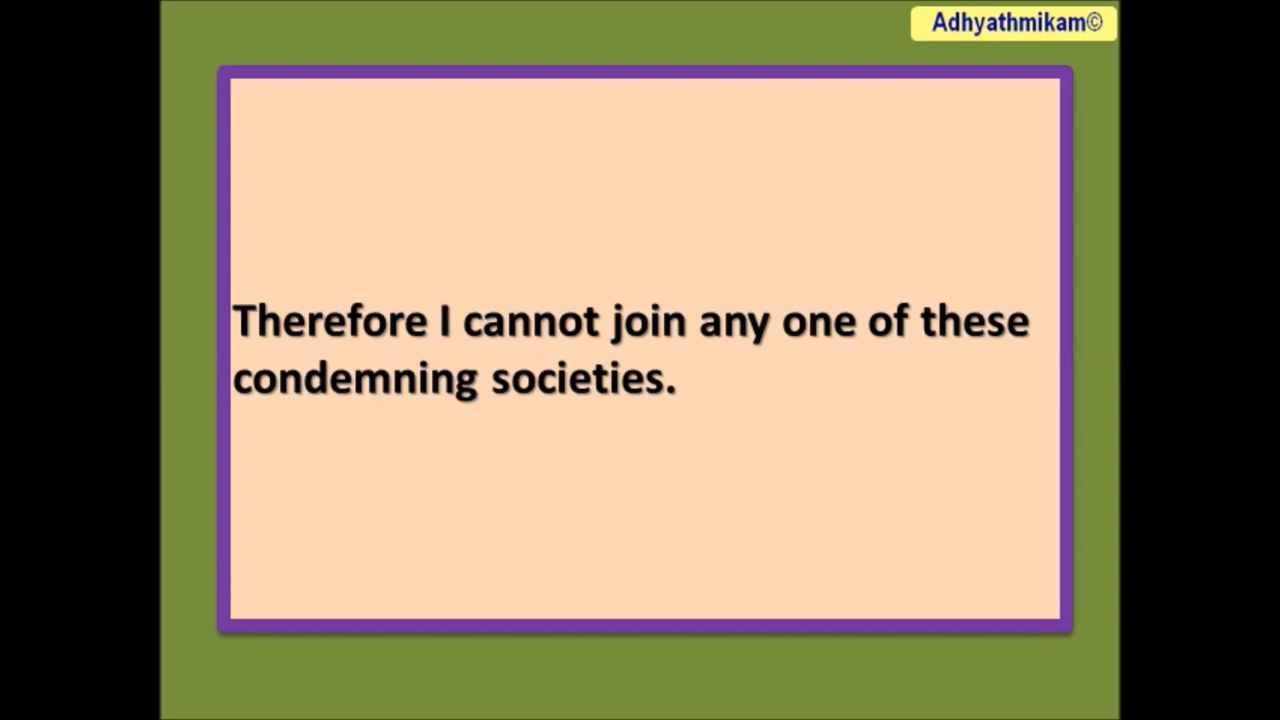 Adhyathmikam©
Therefore I cannot join any one of these
condemning societies.